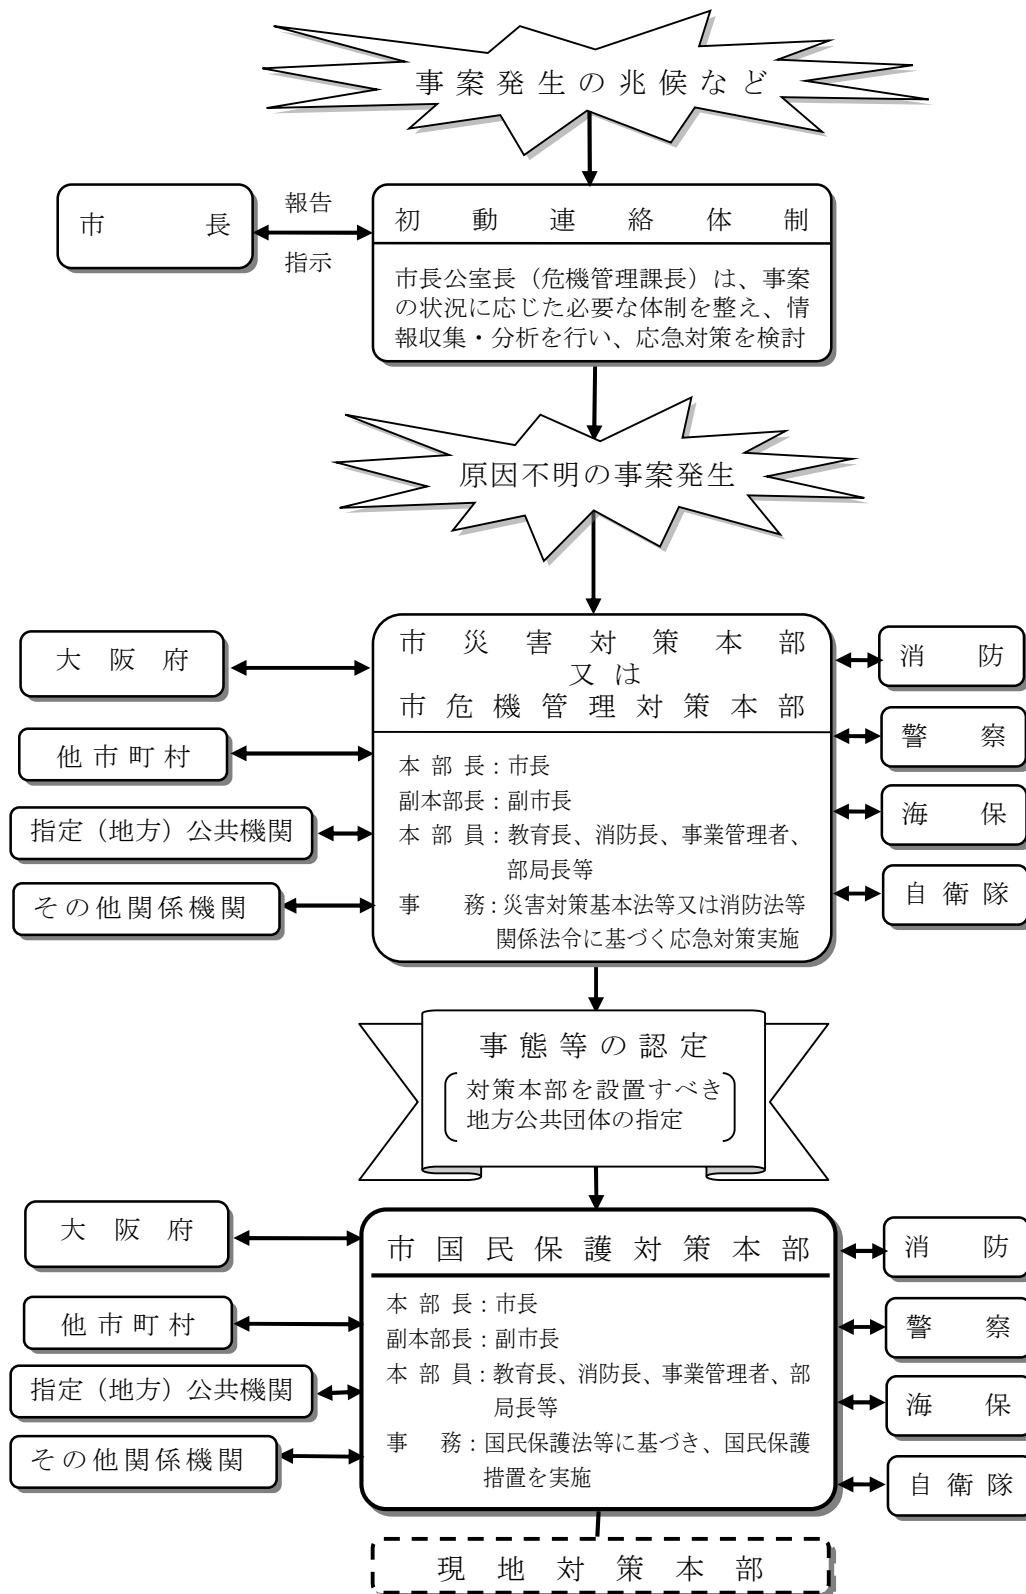 事案発生の兆候など
市長
報告
指示
初動連絡体制
市長公室長（危機管理課長）は、事案
の状況に応じた必要な体制を整え、情
報収集・分析を行い、応急対策を検討
原因不明の事案発生
大阪府
他市町村
指定（地方）公共機関
その他関係機関
市災害対策本部
又は
市危機管理対策本部
本部長：市長
副本部長：副市長
本部員：教育長、消防長、事業管理者、
部局長等
事務：災害対策基本法等又は消防法等
関係法令に基づく応急対策実施
消防
警察
海保
自衛隊
事態等の認定
対策本部を設置すべき
地方公共団体の指定
大阪府
他市町村
指定（地方）公共機関
その他関係機関
市国民保護対策本部
本部長：市長
副本部長：副市長
本部員：教育長、消防長、事業管理者、部
局長等
事務：国民保護法等に基づき、国民保護
措置を実施
消防
警察
海保
自衛隊
現地対策本部